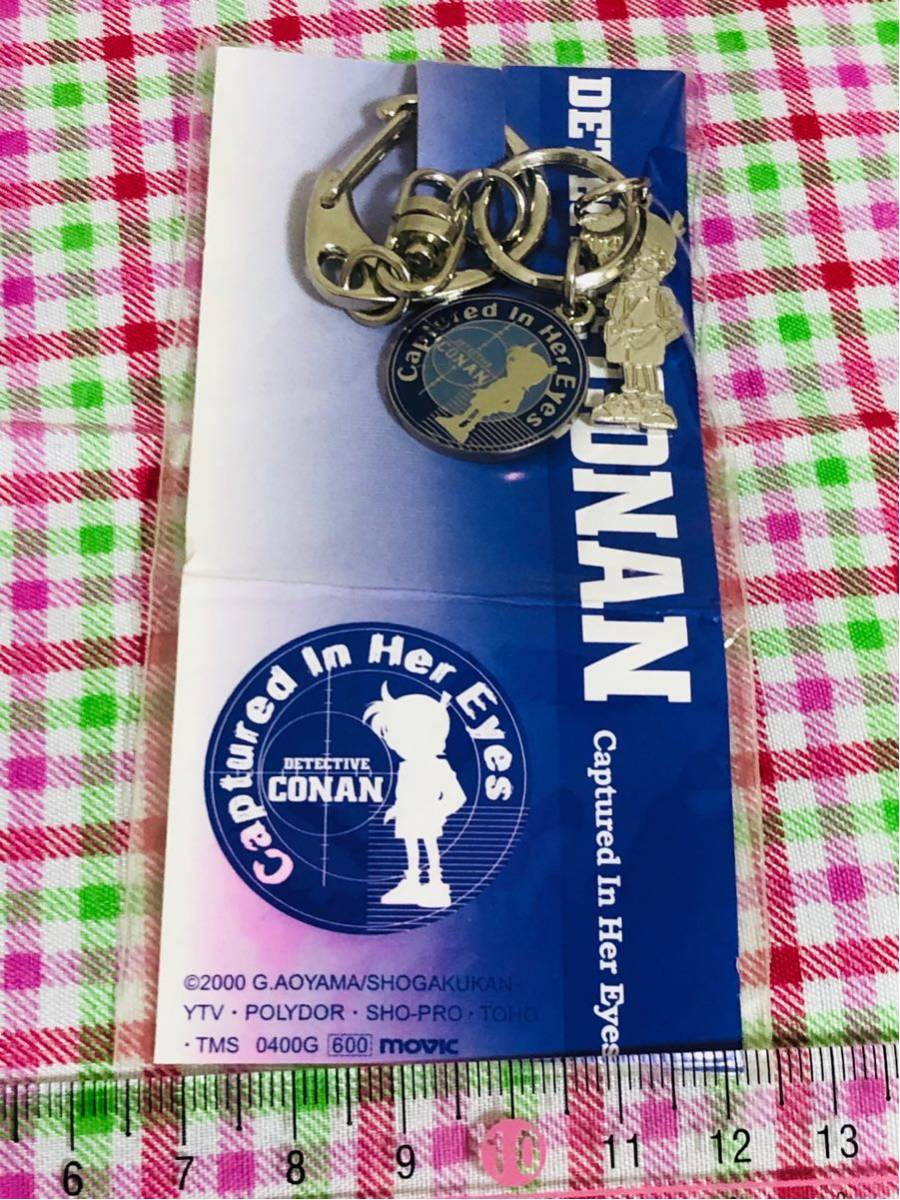 DETECTIVE CONAN
Captured In Her Eyes
Captured In Her Eyes
CONAN
Captured In Her Eyes
DETECTIVE
CONAN
©2000 G.AOYAMA/SHOGAKUKAN-
YTV・POLYDOR・SHO-PRO・TOHO
・TMS 0400G 600 movic
6 7 8 9 10 11 12 13